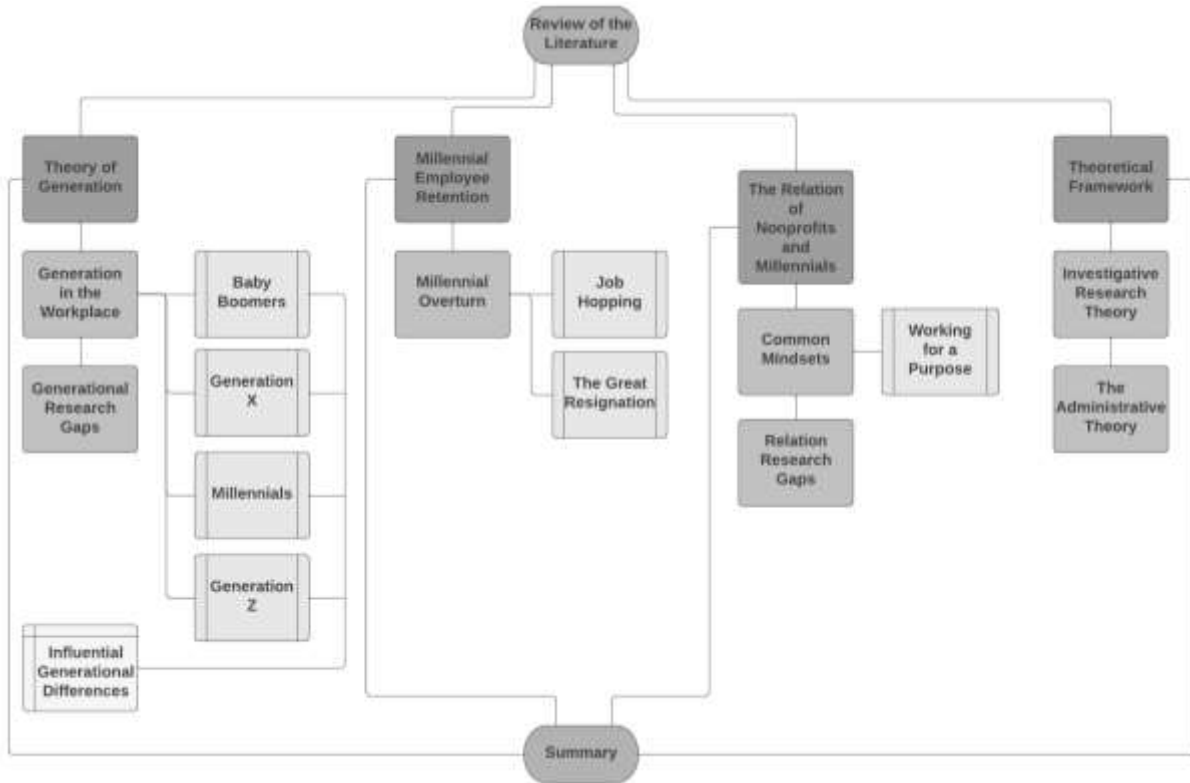 Review of the
Literature
Theory of
Generation
Generation
in the
Workplace
Generational
Research
Gaps
Baby
Boomers
Generation
X
Millennials
Generation
Z
Influential
Generational
Differences
Millennial
Employee
Retention
Millennial
Overturn
Job
Hopping
The Great
Resignation
The Relation
of
Nonprofits
and
Millennials
Common
Mindsets
Working
for a
Purpose
Relation
Research
Gaps
Theoretical
Framework
Investigative
Research
Theory
The
Administrative
Theory
Summary